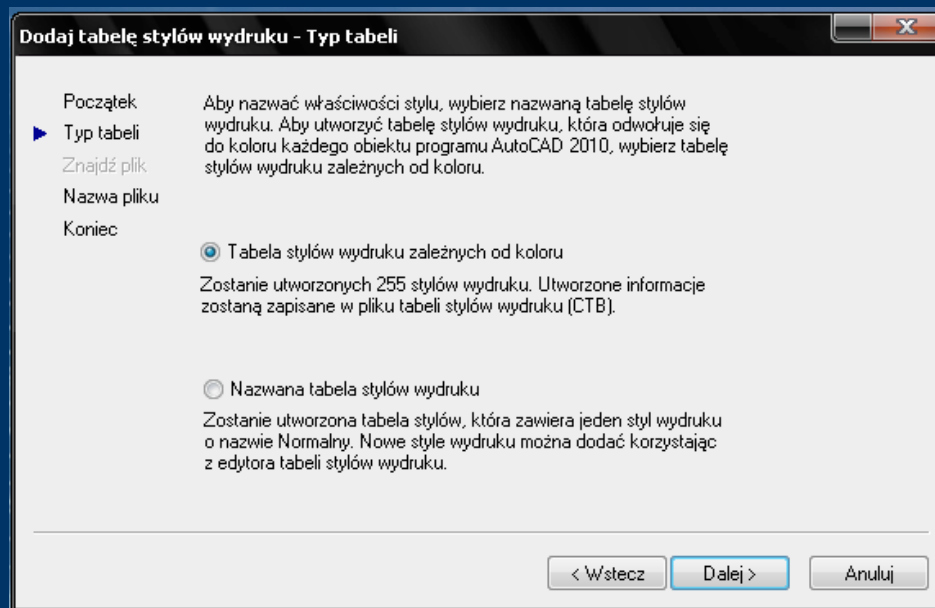 Dodaj tabelę stylów wydruku - Typ tabeli
Początek
Typ tabeli
Znajdź plik
Nazwa pliku
Koniec
Aby nazwać właściwości stylu, wybierz nazwaną tabelę stylów
wydruku. Aby utworzyć tabelę stylów wydruku, która odwołuje się
do koloru każdego obiektu programu AutoCAD 2010, wybierz tabelę
stylów wydruku zależnych od koloru.
Tabela stylów wydruku zależnych od koloru
Zostanie utworzonych 255 stylów wydruku. Utworzone informacje
zostaną zapisane w pliku tabeli stylów wydruku (CTB).
Nazwana tabela stylów wydruku
Zostanie utworzona tabela stylów, która zawiera jeden styl wydruku
o nazwie Normalny. Nowe style wydruku można dodać korzystając
z edytora tabeli stylów wydruku.
< Wstecz Dalej > Anuluj